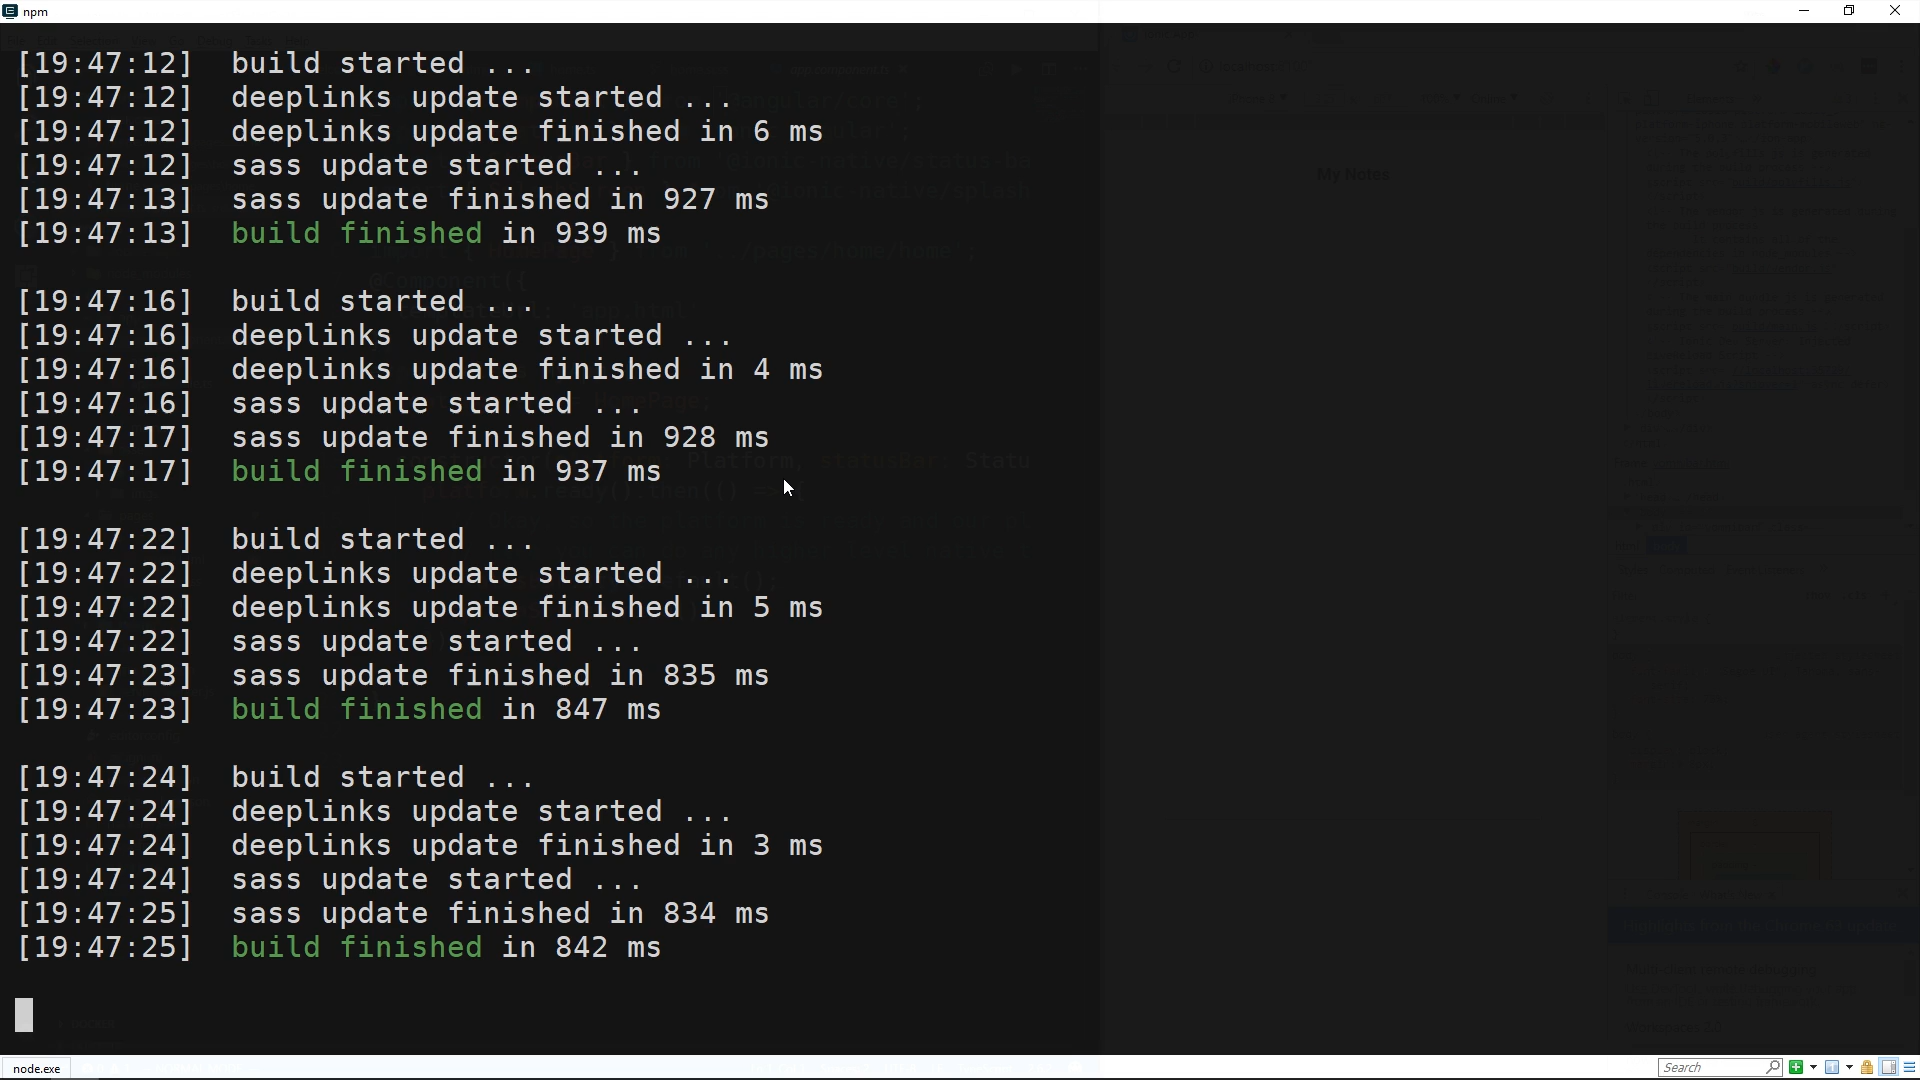 npm
[19:47:12]  build started ...
[19:47:12]  deeplinks update started ...
[19:47:12]  deeplinks update finished in 6 ms
[19:47:12]  sass update started ...
[19:47:13]  sass update finished in 927 ms
[19:47:13]  build finished in 939 ms
[19:47:16]  build started ...
[19:47:16]  deeplinks update started ...
[19:47:16]  deeplinks update finished in 4 ms
[19:47:16]  sass update started ...
[19:47:17]  sass update finished in 928 ms
[19:47:17]  build finished in 937 ms
[19:47:22]  build started ...
[19:47:22]  deeplinks update started ...
[19:47:22]  deeplinks update finished in 5 ms
[19:47:22]  sass update started ...
[19:47:23]  sass update finished in 835 ms
[19:47:23]  build finished in 847 ms
[19:47:24]  build started ...
[19:47:24]  deeplinks update started ...
[19:47:24]  deeplinks update finished in 3 ms
[19:47:24]  sass update started ...
[19:47:25]  sass update finished in 834 ms
[19:47:25]  build finished in 842 ms
My Notes
node.exe
Search